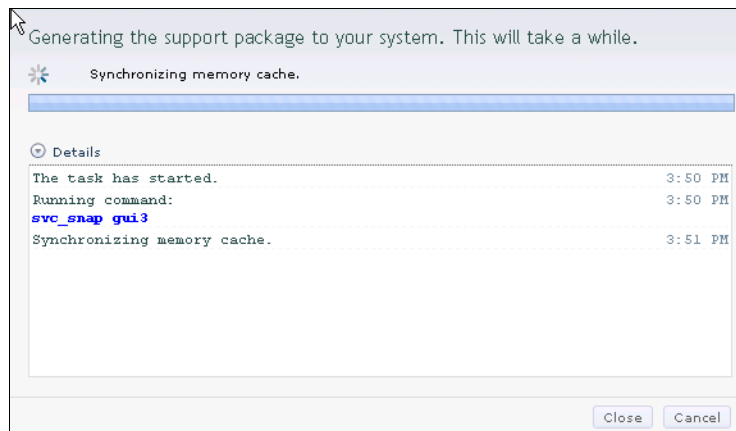 Generating the support package to your system. This will take a while.
Synchronizing memory cache.
Details
The task has started. 3:50 PM
Running command: 3:50 PM
svc_snap gui3
Synchronizing memory cache. 3:51 PM
Close Cancel